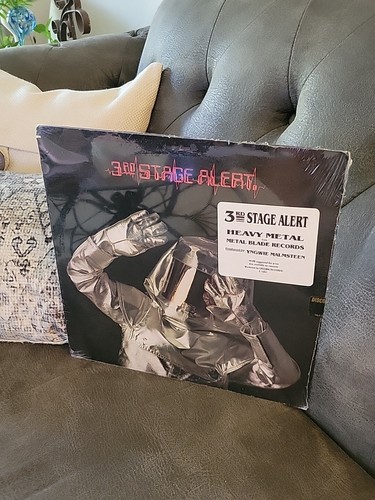 3RD STAGE ALERT
3RD STAGE ALERT
HEAVY METAL
METAL BLADE RECORDS
YNGWIE MALMSTEEN